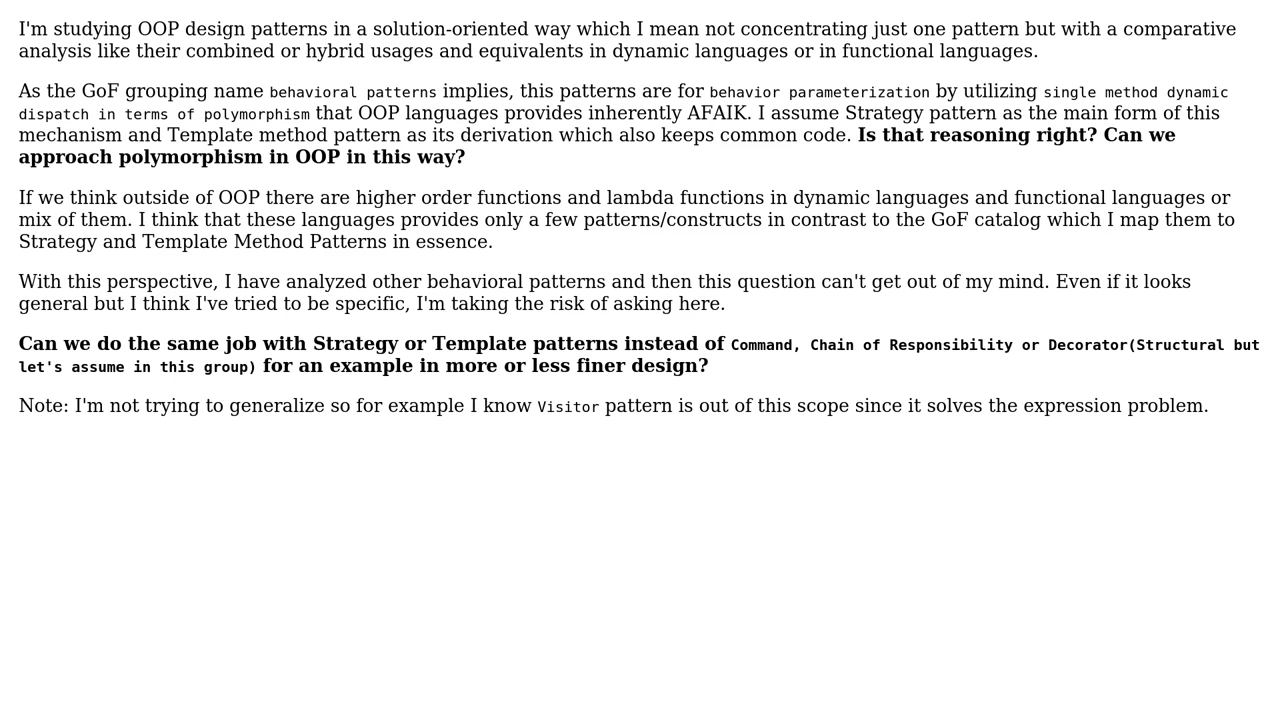 I'm studying OOP design patterns in a solution-oriented way which I mean not concentrating just one pattern but with a comparative
analysis like their combined or hybrid usages and equivalents in dynamic languages or in functional languages.
As the GoF grouping name behavioral patterns implies, this patterns are for behavior parameterization by utilizing single method dynamic
dispatch in terms of polymorphism that OOP languages provides inherently AFAIK. I assume Strategy pattern as the main form of this
mechanism and Template method pattern as its derivation which also keeps common code. Is that reasoning right? Can we
approach polymorphism in OOP in this way?
If we think outside of OOP there are higher order functions and lambda functions in dynamic languages and functional languages or
mix of them. I think that these languages provides only a few patterns/constructs in contrast to the GoF catalog which I map them to
Strategy and Template Method Patterns in essence.
With this perspective, I have analyzed other behavioral patterns and then this question can't get out of my mind. Even if it looks
general but I think I've tried to be specific, I'm taking the risk of asking here.
Can we do the same job with Strategy or Template patterns instead of Command, Chain of Responsibility or Decorator(Structural but
let's assume in this group) for an example in more or less finer design?
Note: I'm not trying to generalize so for example I know Visitor pattern is out of this scope since it solves the expression problem.